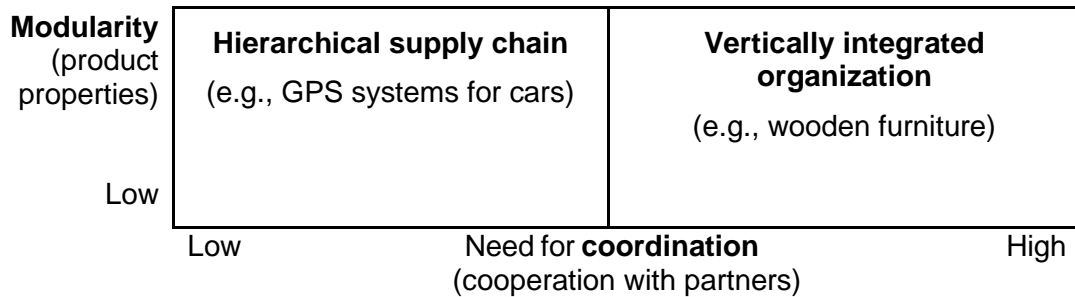 Modularity
(product
properties)
Low
Hierarchical supply chain
(e.g., GPS systems for cars)
Vertically integrated
organization
(e.g., wooden furniture)
Low
Need for coordination
High
(cooperation with partners)